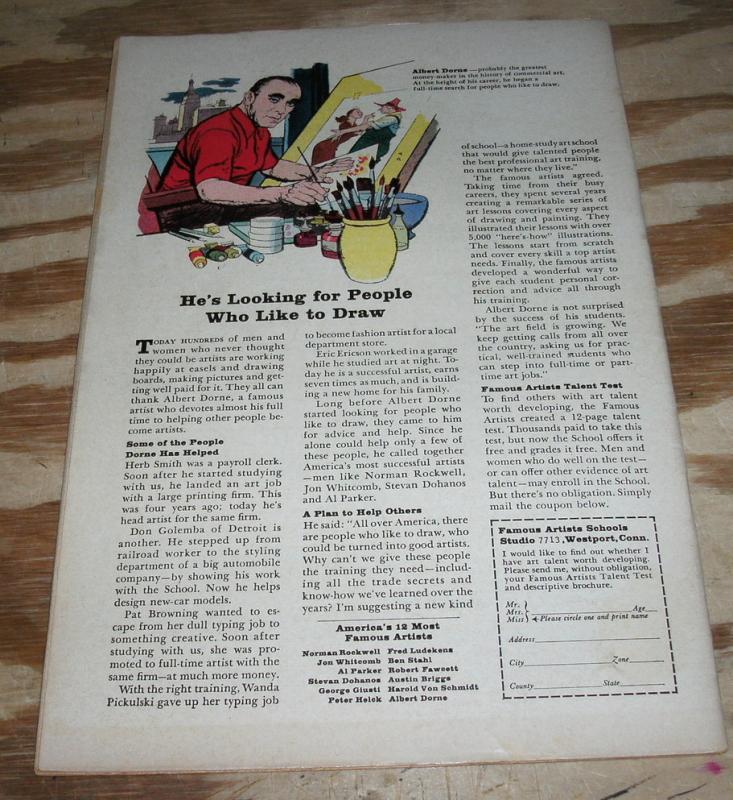 Albert Dorne—probably the greatest
money-maker in the history of commercial art.
At the height of his career, he began a
full-time search for people who like to draw.
He's Looking for People
Who Like to Draw
TODAY HUNDREDS of men and
women who never thought
they could be artists are working
happily at easels and drawing
boards, making pictures and get-
ting well paid for it. They all can
thank Albert Dorne, a famous
artist who devotes almost his full
time to helping other people be-
come artists.
Some of the People
Dorne Has Helped
Herb Smith was a payroll clerk.
Soon after he started studying
with us, he landed an art job
with a large printing firm. This
was four years ago; today he's
head artist for the same firm.
Don Golemba of Detroit is
another. He stepped up from
railroad worker to the styling
department of a big automobile
company—by showing his work
with the School. Now he helps
design new-car models.
Pat Browning wanted to es-
cape from her dull typing job to
something creative. Soon after
studying with us, she was pro-
moted to full-time artist with the
same firm—at much more money.
With the right training, Wanda
Pickulski gave up her typing job
to become fashion artist for a local
department store.
Eric Ericson worked in a garage
while he studied art at night. To-
day he is a successful artist, earns
seven times as much, and is build-
ing a new home for his family.
Long before Albert Dorne
started looking for people who
like to draw, they came to him
for advice and help. Since he
alone could help only a few of
these people, he called together
America's most successful artists
—men like Norman Rockwell,
Jon Whitcomb, Stevan Dohanos
and Al Parker.
A Plan to Help Others
He said: "All over America, there
are people who like to draw, who
could be turned into good artists.
Why can't we give these people
the training they need—includ-
ing all the trade secrets and
know-how we've learned over the
years? I'm suggesting a new kind
America's 12 Most
Famous Artists
Norman Rockwell Fred Ludekens
Jon Whitcomb Ben Stahl
Al Parker Robert Fawcett
Stevan Dohanos Austin Briggs
George Giusti Harold Von Schmidt
Peter Helck Albert Dorne
of school—a home-study art school
that would give talented people
the best professional art training,
no matter where they live."
The famous artists agreed.
Taking time from their busy
careers, they spent several years
creating a remarkable series of
art lessons covering every aspect
of drawing and painting. They
illustrated their lessons with over
5,000 "here's-how" illustrations.
The lessons start from scratch
and cover every skill a top artist
needs. Finally, the famous artists
developed a wonderful way to
give each student personal cor-
rection and advice all through
his training.
Albert Dorne is not surprised
by the success of his students.
"The art field is growing. We
keep getting calls from all over
the country, asking us for prac-
tical, well-trained students who
can step into full-time or part-
time art jobs."
Famous Artists Talent Test
To find others with art talent
worth developing, the Famous
Artists created a 12-page talent
test. Thousands paid to take this
test, but now the School offers it
free and grades it free. Men and
women who do well on the test—
or can offer other evidence of art
talent—may enroll in the School.
But there's no obligation. Simply
mail the coupon below.
Famous Artists Schools
Studio 7713, Westport, Conn.
I would like to find out whether I
have art talent worth developing.
Please send me, without obligation,
your Famous Artists Talent Test
and descriptive brochure.
Mr.
Mrs. Age
Miss Please circle one and print name
Address
City Zone
County State